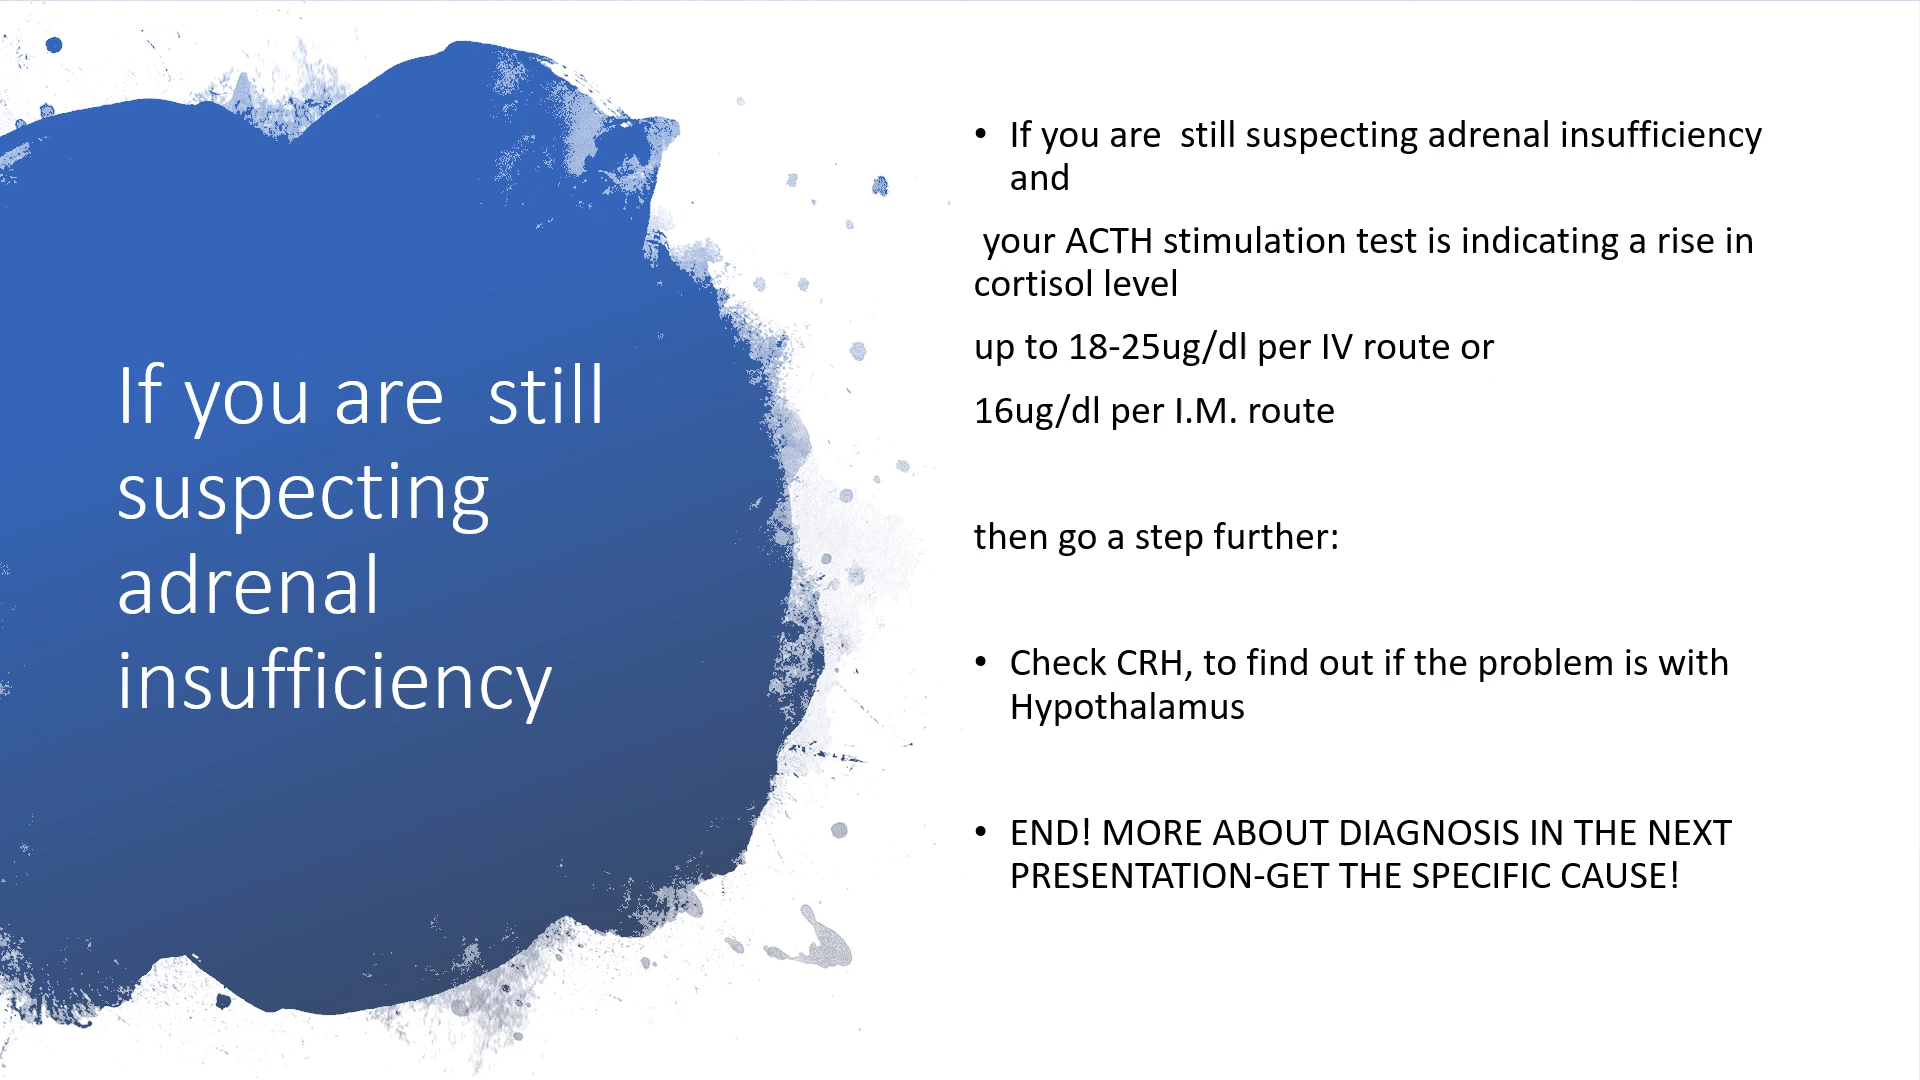 If you are  still
suspecting
adrenal
insufficiency
• If you are  still suspecting adrenal insufficiency
and
your ACTH stimulation test is indicating a rise in
cortisol level
up to 18-25ug/dl per IV route or
16ug/dl per I.M. route
then go a step further:
• Check CRH, to find out if the problem is with
Hypothalamus
• END! MORE ABOUT DIAGNOSIS IN THE NEXT
PRESENTATION-GET THE SPECIFIC CAUSE!